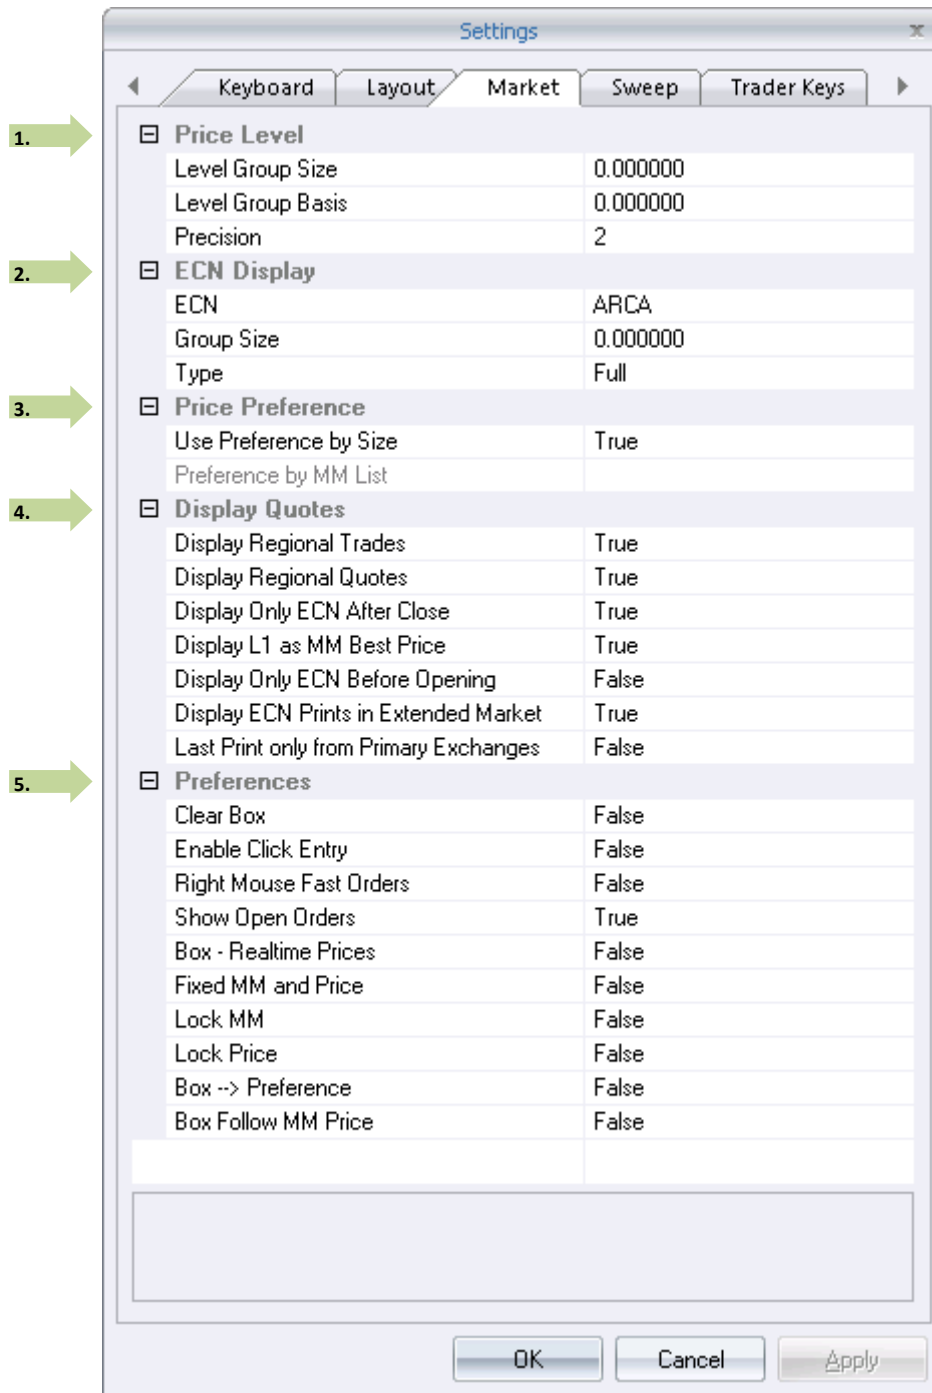 Settings
Keyboard Layout Market Sweep Trader Keys
1. Price Level
Level Group Size 0.000000
Level Group Basis 0.000000
Precision 2
2. ECN Display
ECN ARCA
Group Size 0.000000
Type Full
3. Price Preference
Use Preference by Size True
Preference by MM List
4. Display Quotes
Display Regional Trades True
Display Regional Quotes True
Display Only ECN After Close True
Display L1 as MM Best Price True
Display Only ECN Before Opening False
Display ECN Prints in Extended Market True
Last Print only from Primary Exchanges False
5. Preferences
Clear Box False
Enable Click Entry False
Right Mouse Fast Orders False
Show Open Orders True
Box - Realtime Prices False
Fixed MM and Price False
Lock MM False
Lock Price False
Box --> Preference False
Box Follow MM Price False
OK Cancel Apply